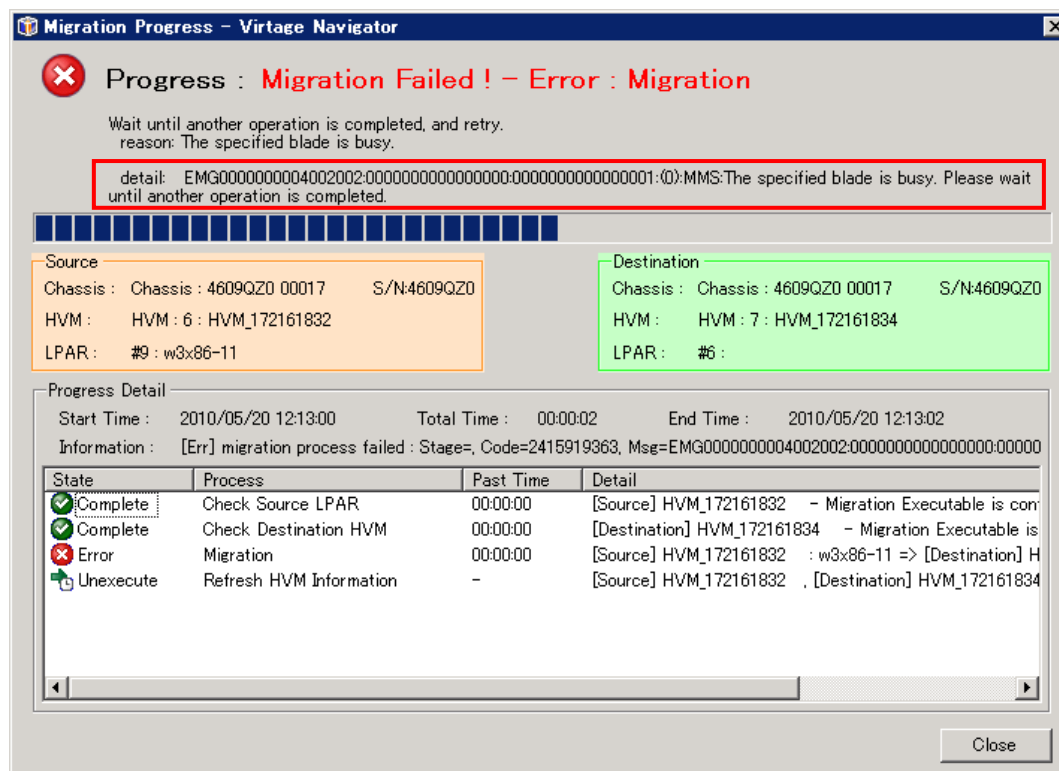 Migration Progress - Virtage Navigator
Progress : Migration Failed ! - Error : Migration
Wait until another operation is completed, and retry.
reason: The specified blade is busy.
detail: EMG0000000004002002:0000000000000000:0000000000000001:(0):MMS:The specified blade is busy. Please wait
until another operation is completed.
Source
Chassis : Chassis : 4609QZ0 00017 S/N:4609QZ0
HVM : HVM : 6 : HVM_172161832
LPAR : #9 : w3x86-11
Destination
Chassis : Chassis : 4609QZ0 00017 S/N:4609QZ0
HVM : HVM : 7 : HVM_172161834
LPAR : #6 :
Progress Detail
Start Time : 2010/05/20 12:13:00 Total Time : 00:00:02 End Time : 2010/05/20 12:13:02
Information : [Err] migration process failed : Stage=, Code=2415919363, Msg=EMG0000000004002002:0000000000000000:00000
State Process Past Time Detail
Complete Check Source LPAR 00:00:00 [Source] HVM_172161832 - Migration Executable is con
Complete Check Destination HVM 00:00:00 [Destination] HVM_172161834 - Migration Executable is
Error Migration 00:00:00 [Source] HVM_172161832 : w3x86-11 => [Destination] H
Unexecute Refresh HVM Information - [Source] HVM_172161832 , [Destination] HVM_172161834
Close